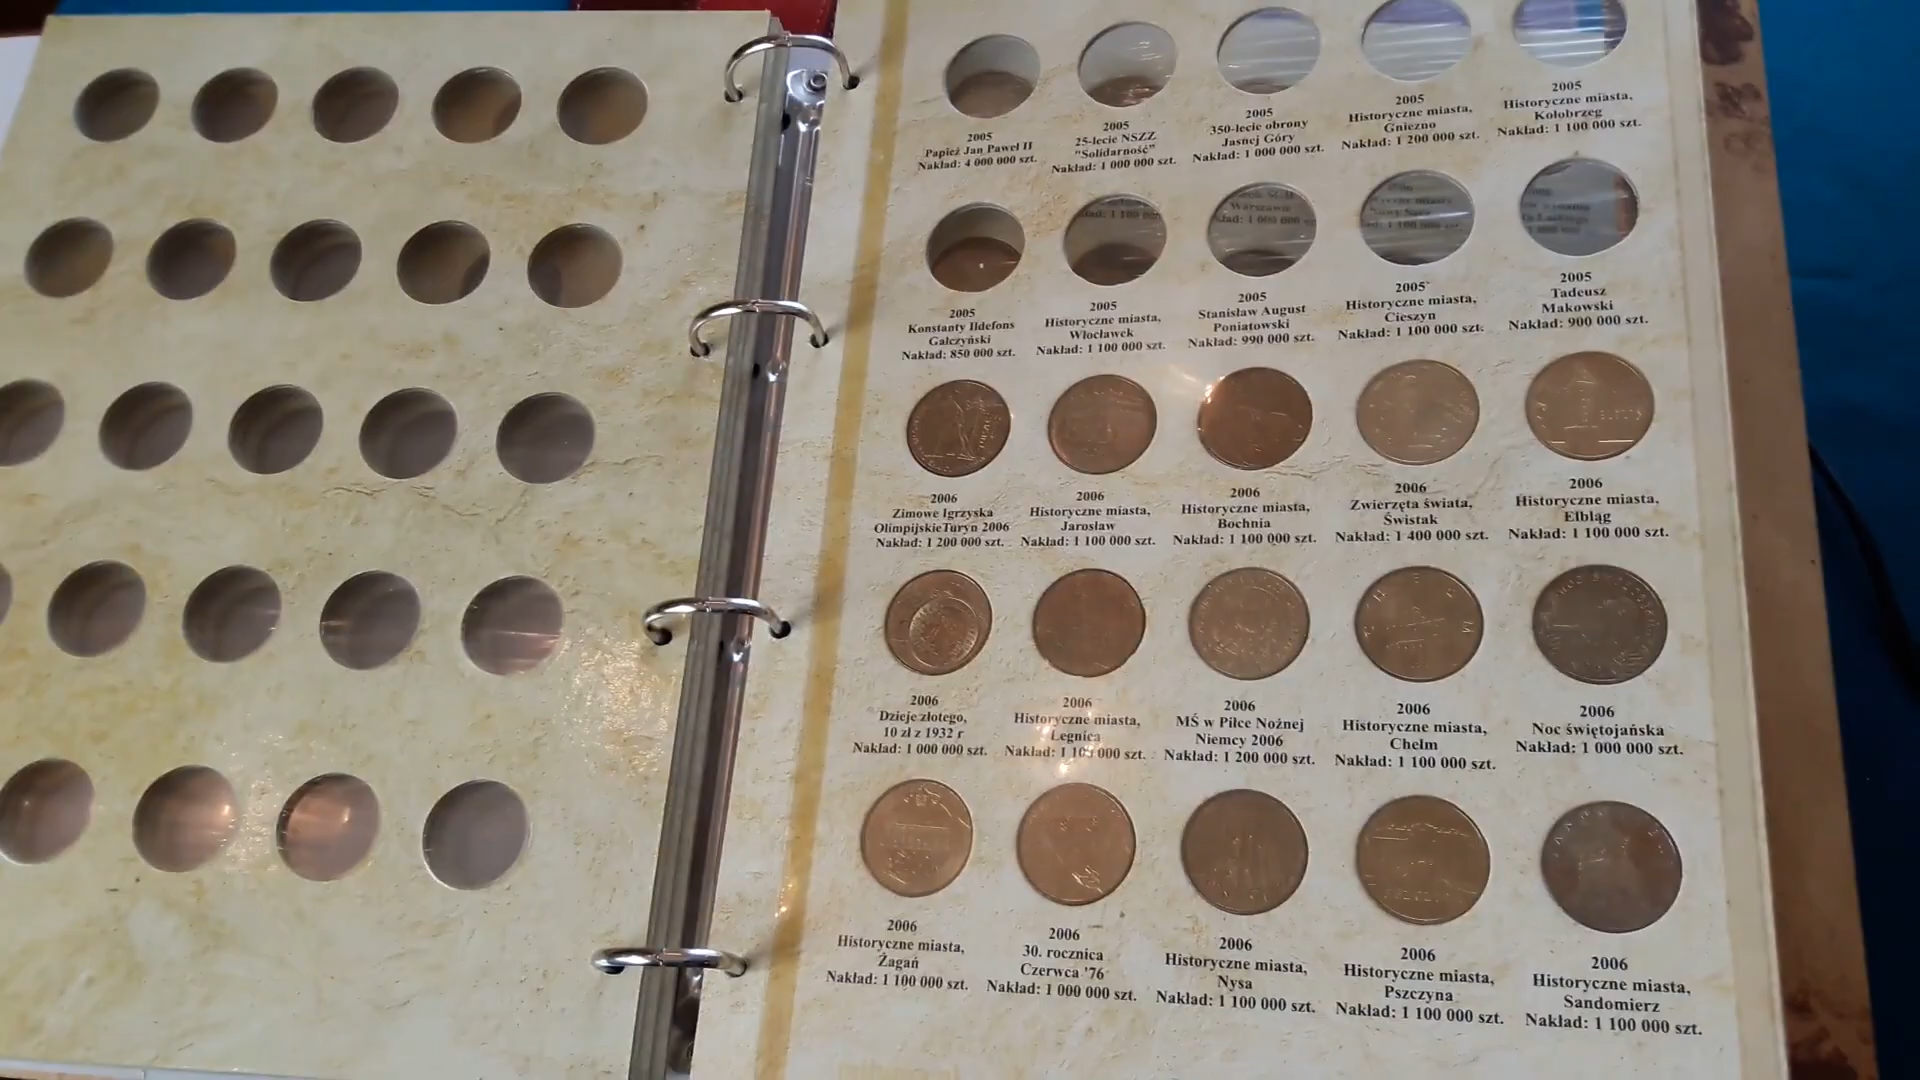 2005
Papież Jan Paweł II
Nakład: 4 000 000 szt.
2005
25-lecie NSZZ
"Solidarność"
Nakład: 1 000 000 szt.
2005
350-lecie obrony
Jasnej Góry
Nakład: 1 000 000 szt.
2005
Historyczne miasta,
Gniezno
Nakład: 1 200 000 szt.
2005
Historyczne miasta,
Kołobrzeg
Nakład: 1 100 000 szt.
2005
Konstanty Ildefons
Gałczyński
Nakład: 850 000 szt.
2005
Historyczne miasta,
Włocławek
Nakład: 1 100 000 szt.
2005
Stanisław August
Poniatowski
Nakład: 990 000 szt.
2005
Historyczne miasta,
Cieszyn
Nakład: 1 100 000 szt.
2005
Tadeusz
Makowski
Nakład: 900 000 szt.
2006
Zimowe Igrzyska
OlimpijskieTuryn 2006
Nakład: 1 200 000 szt.
2006
Historyczne miasta,
Jarosław
Nakład: 1 100 000 szt.
2006
Historyczne miasta,
Bochnia
Nakład: 1 100 000 szt.
2006
Zwierzęta świata,
Świstak
Nakład: 1 400 000 szt.
2006
Historyczne miasta,
Elbląg
Nakład: 1 100 000 szt.
2006
Dzieje złotego,
10 zł z 1932 r
Nakład: 1 000 000 szt.
2006
Historyczne miasta,
Legnica
Nakład: 1 100 000 szt.
2006
MŚ w Piłce Nożnej
Niemcy 2006
Nakład: 1 200 000 szt.
2006
Historyczne miasta,
Chełm
Nakład: 1 100 000 szt.
2006
Noc świętojańska
Nakład: 1 000 000 szt.
2006
Historyczne miasta,
Żagań
Nakład: 1 100 000 szt.
2006
30. rocznica
Czerwca '76
Nakład: 1 000 000 szt.
2006
Historyczne miasta,
Nysa
Nakład: 1 100 000 szt.
2006
Historyczne miasta,
Pszczyna
Nakład: 1 100 000 szt.
2006
Historyczne miasta,
Sandomierz
Nakład: 1 100 000 szt.